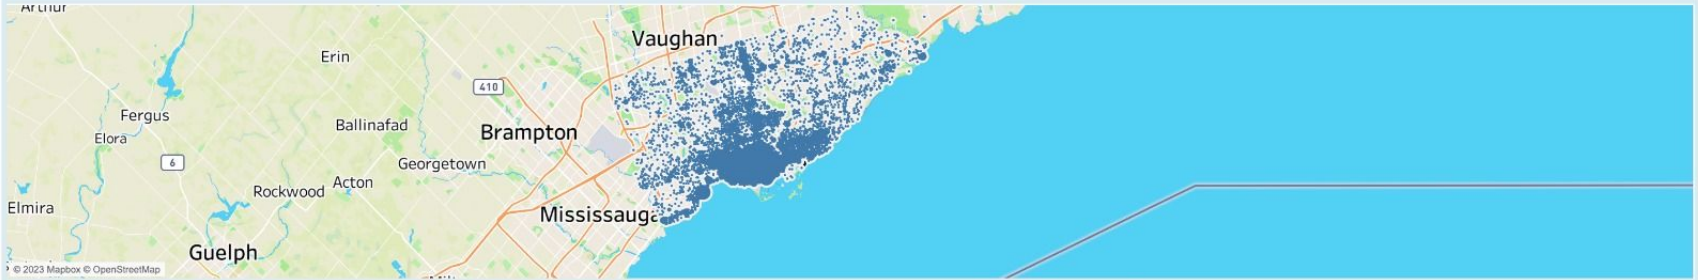 Arthur
Vaughan
Erin
410
Fergus
Ballinafad
Brampton
Elora
6
Georgetown
Acton
Rockwood
Elmira
Mississauga
Guelph
© 2023 Mapbox © OpenStreetMap